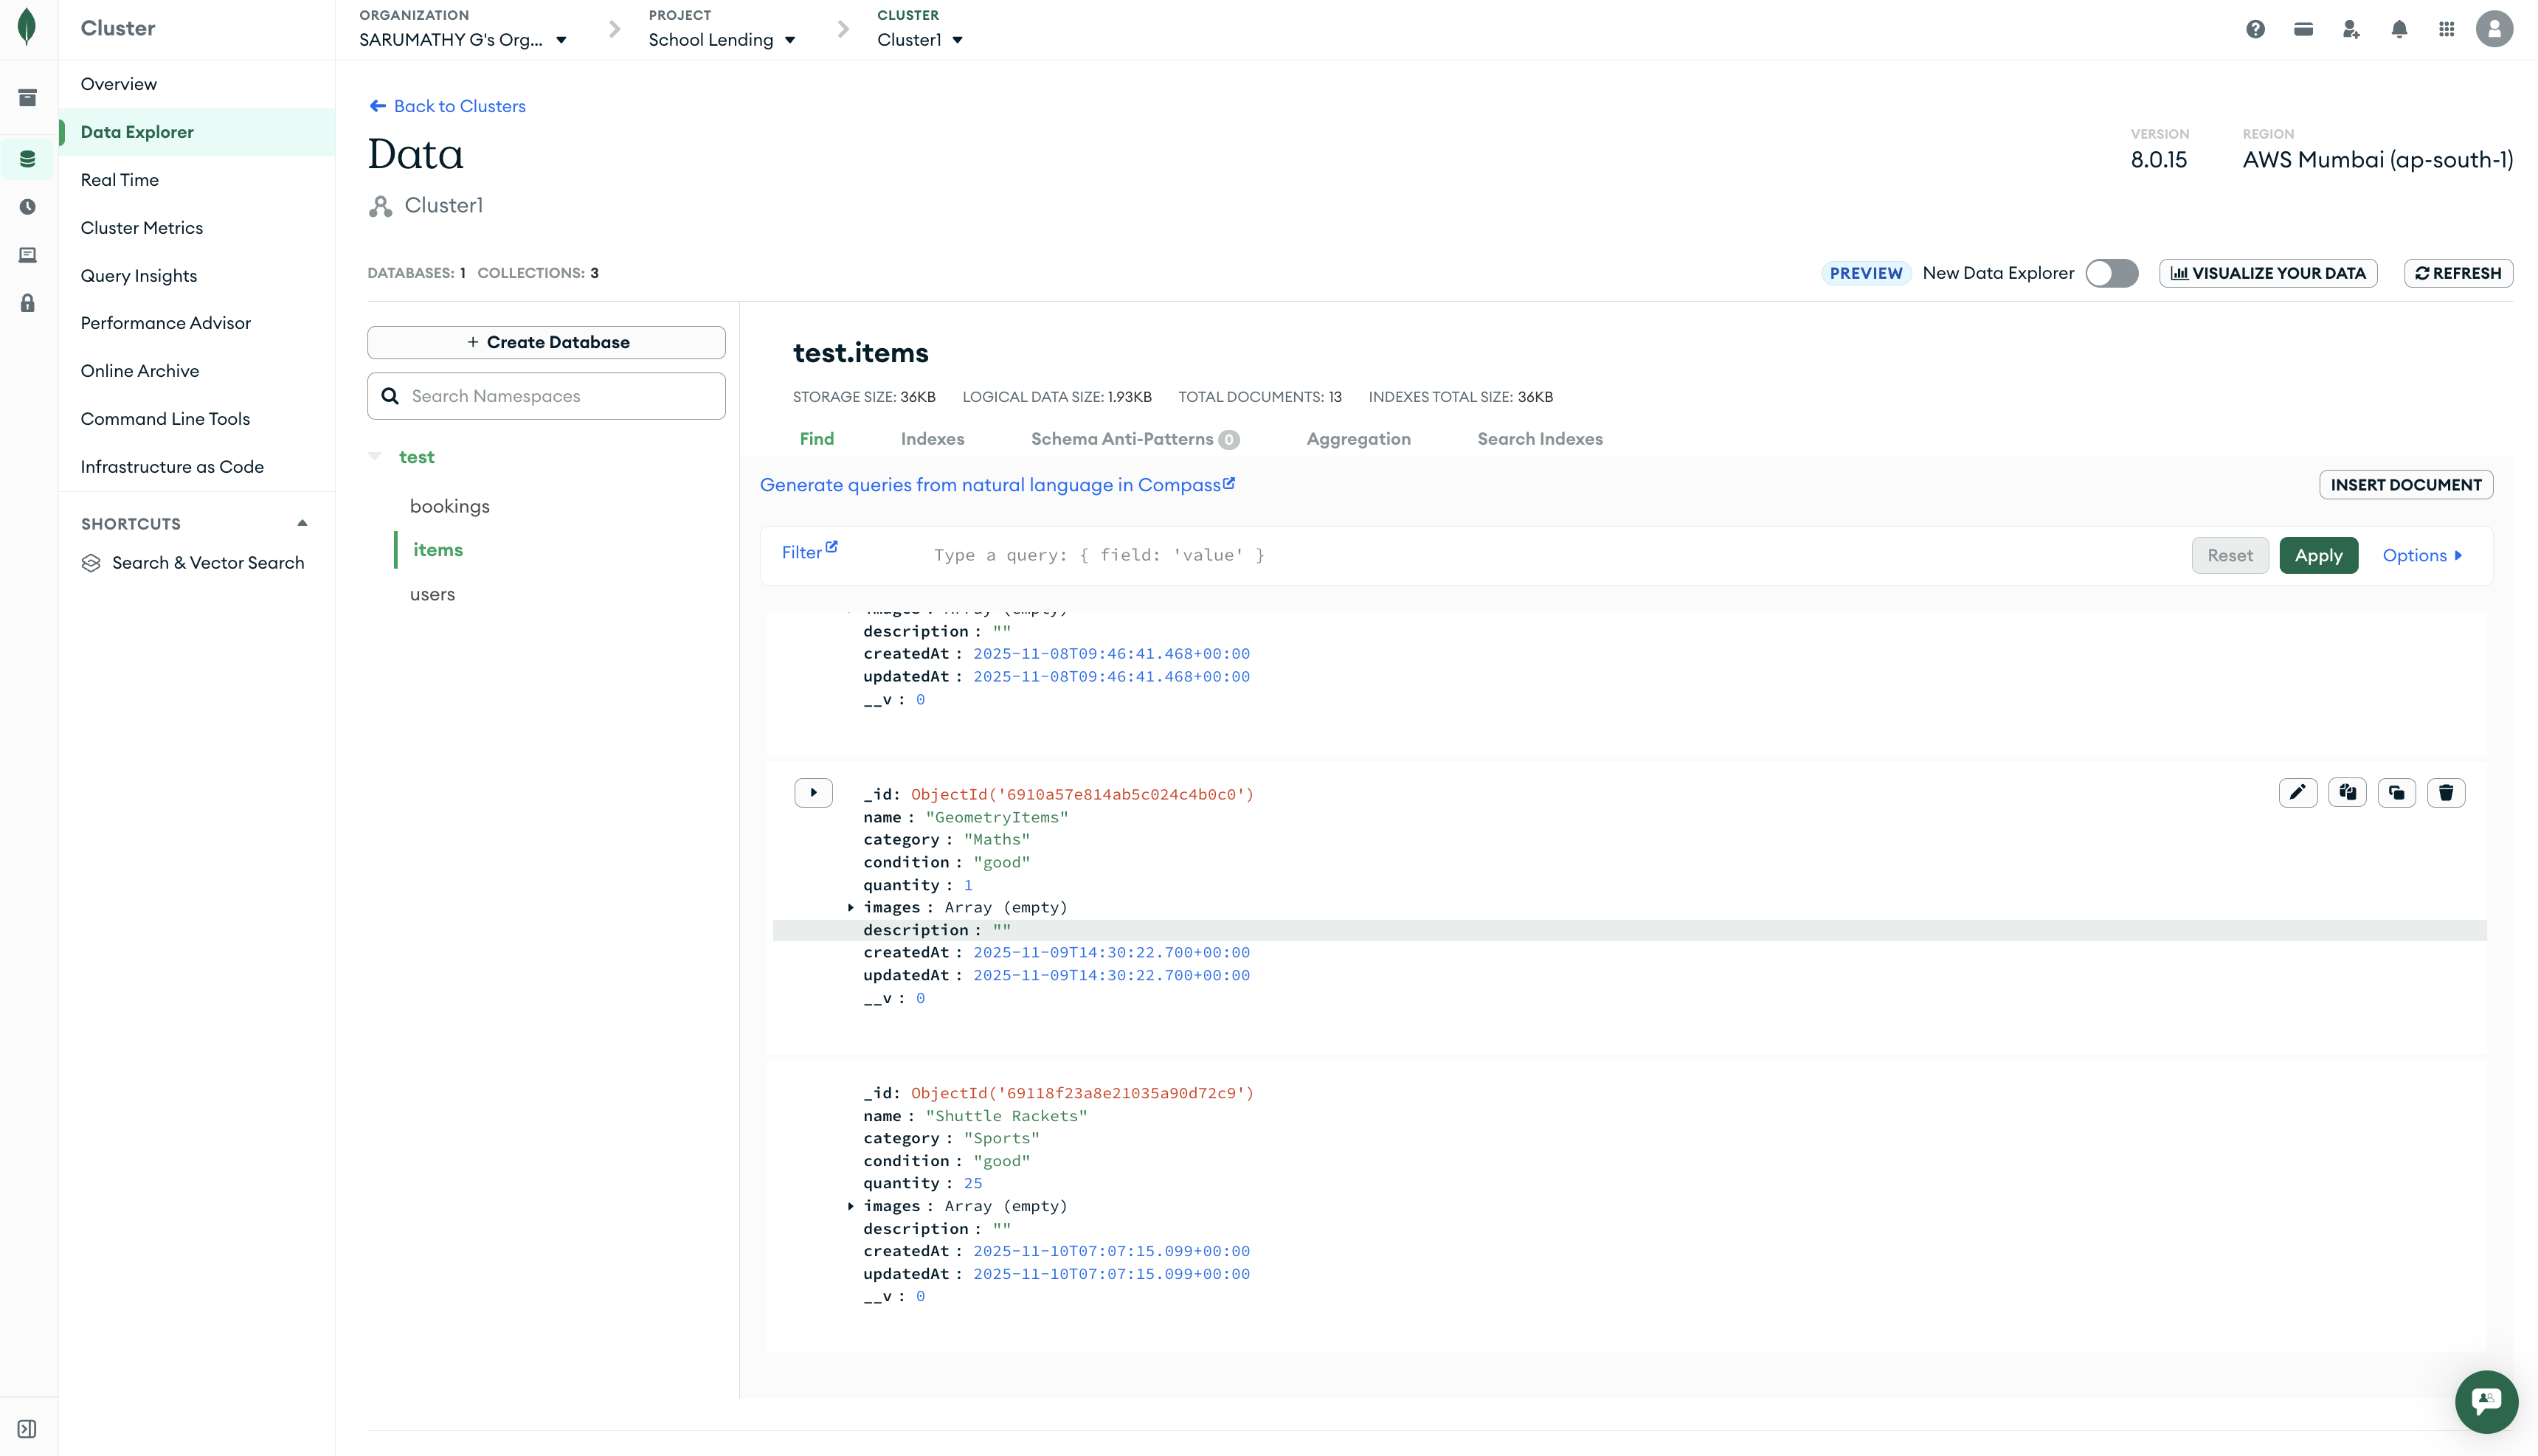 Cluster
ORGANIZATION
SARUMATHY G's Org...
PROJECT
School Lending
CLUSTER
Cluster1
Overview
Data Explorer
Real Time
Cluster Metrics
Query Insights
Performance Advisor
Online Archive
Command Line Tools
Infrastructure as Code
SHORTCUTS
Search & Vector Search
Back to Clusters
Data
Cluster1
VERSION
8.0.15
REGION
AWS Mumbai (ap-south-1)
DATABASES: 1 COLLECTIONS: 3
PREVIEW New Data Explorer
VISUALIZE YOUR DATA
REFRESH
+ Create Database
Search Namespaces
test
bookings
items
users
test.items
STORAGE SIZE: 36KB LOGICAL DATA SIZE: 1.93KB TOTAL DOCUMENTS: 13 INDEXES TOTAL SIZE: 36KB
Find Indexes Schema Anti-Patterns 0 Aggregation Search Indexes
Generate queries from natural language in Compass
INSERT DOCUMENT
Filter
Type a query: { field: 'value' }
Reset
Apply
Options
images : Array (empty)
description : ""
createdAt : 2025-11-08T09:46:41.468+00:00
updatedAt : 2025-11-08T09:46:41.468+00:00
__v : 0
_id: ObjectId('6910a57e814ab5c024c4b0c0')
name : "GeometryItems"
category : "Maths"
condition : "good"
quantity : 1
images : Array (empty)
description : ""
createdAt : 2025-11-09T14:30:22.700+00:00
updatedAt : 2025-11-09T14:30:22.700+00:00
__v : 0
_id: ObjectId('69118f23a8e21035a90d72c9')
name : "Shuttle Rackets"
category : "Sports"
condition : "good"
quantity : 25
images : Array (empty)
description : ""
createdAt : 2025-11-10T07:07:15.099+00:00
updatedAt : 2025-11-10T07:07:15.099+00:00
__v : 0